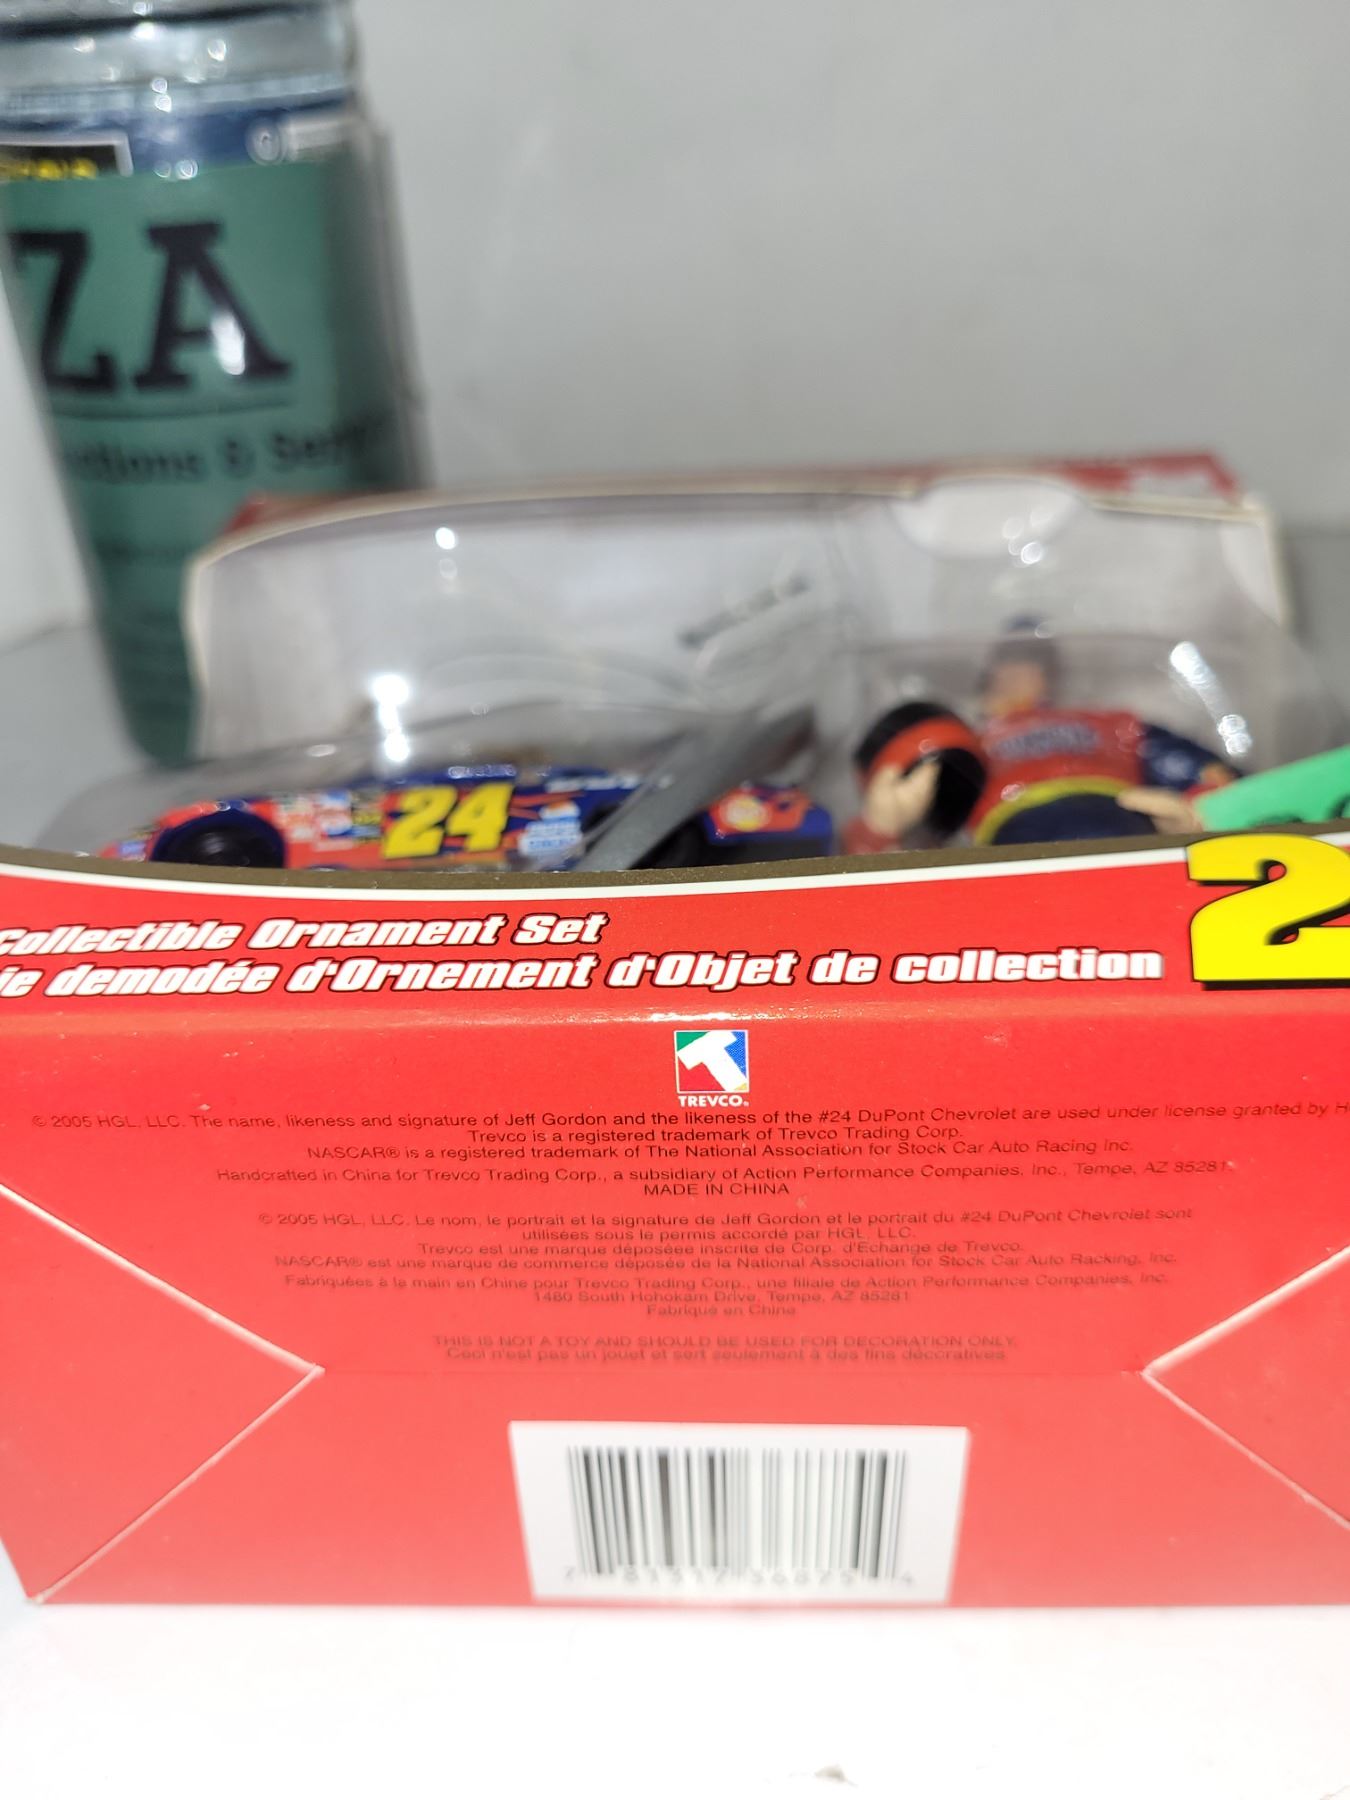 ZA
24
Collectible Ornament Set
ie demodée d'Ornement d'Objet de collection
2
TREVCO®
© 2005 HGL, LLC. The name, likeness and signature of Jeff Gordon and the likeness of the #24 DuPont Chevrolet are used under license granted by H
Trevco is a registered trademark of Trevco Trading Corp.
NASCAR® is a registered trademark of The National Association for Stock Car Auto Racing Inc.
Handcrafted in China for Trevco Trading Corp., a subsidiary of Action Performance Companies, Inc., Tempe, AZ 85281.
MADE IN CHINA
© 2005 HGL, LLC. Le nom, le portrait et la signature de Jeff Gordon et le portrait du #24 DuPont Chevrolet sont
utilisées sous le permis accordé par HGL, LLC.
Trevco est une marque déposéee inscrite de Corp. d'Echange de Trevco.
NASCAR® est une marque de commerce déposée de la National Association for Stock Car Auto Racking, Inc.
Fabriquées à la main en Chine pour Trevco Trading Corp., une filiale de Action Performance Companies, Inc.
1480 South Hohokam Drive, Tempe, AZ 85281
Fabriqué en Chine
THIS IS NOT A TOY AND SHOULD BE USED FOR DECORATION ONLY.
Ceci n'est pas un jouet et sert seulement à des fins décoratives